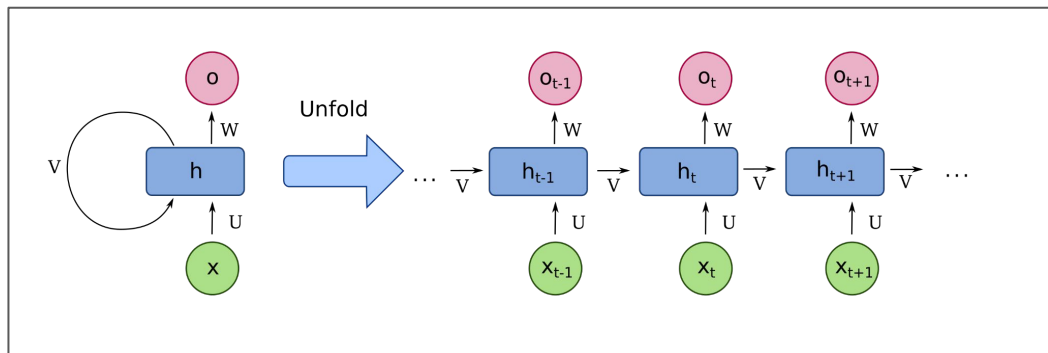 o
o_{t-1}
o_t
o_{t+1}
Unfold
W
W
W
W
V
h
...
V
h_{t-1}
V
h_t
V
h_{t+1}
V
...
U
U
U
U
x
x_{t-1}
x_t
x_{t+1}